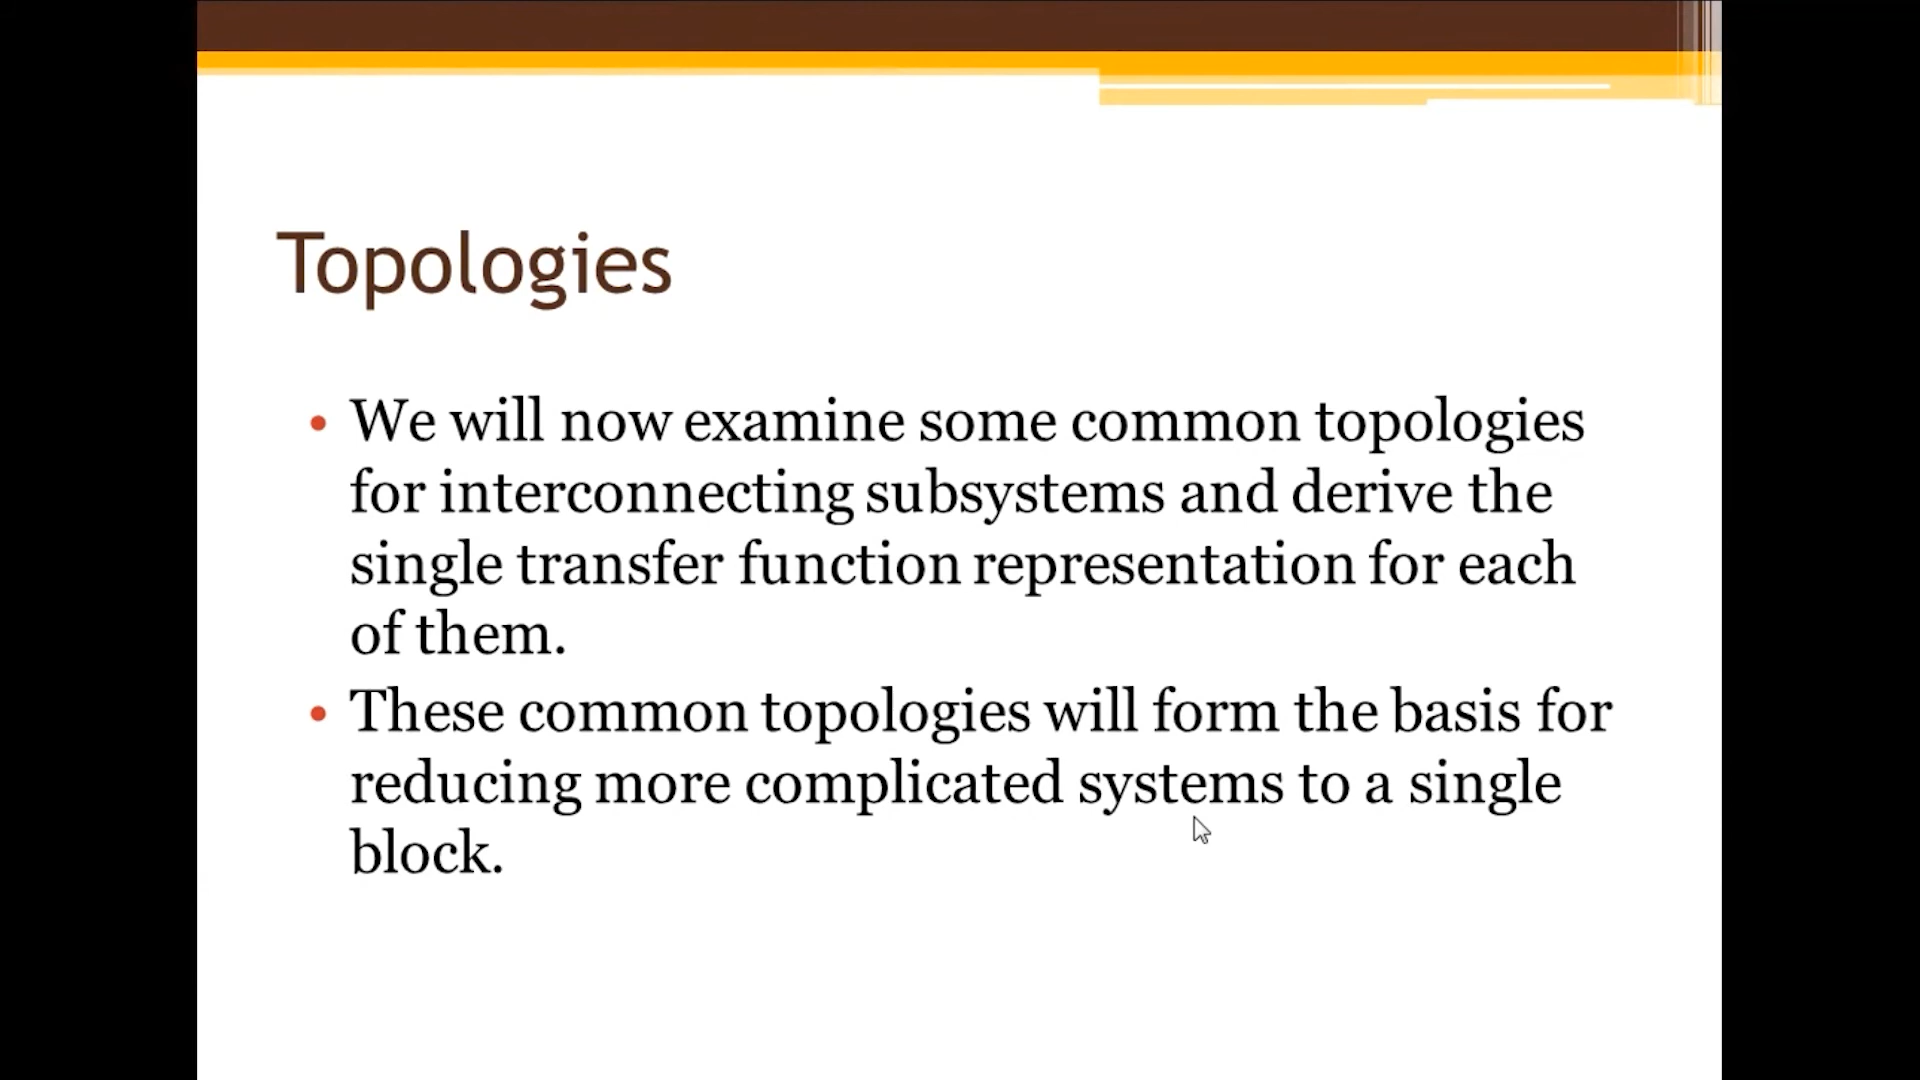 Topologies
• We will now examine some common topologies
for interconnecting subsystems and derive the
single transfer function representation for each
of them.
• These common topologies will form the basis for
reducing more complicated systems to a single
block.